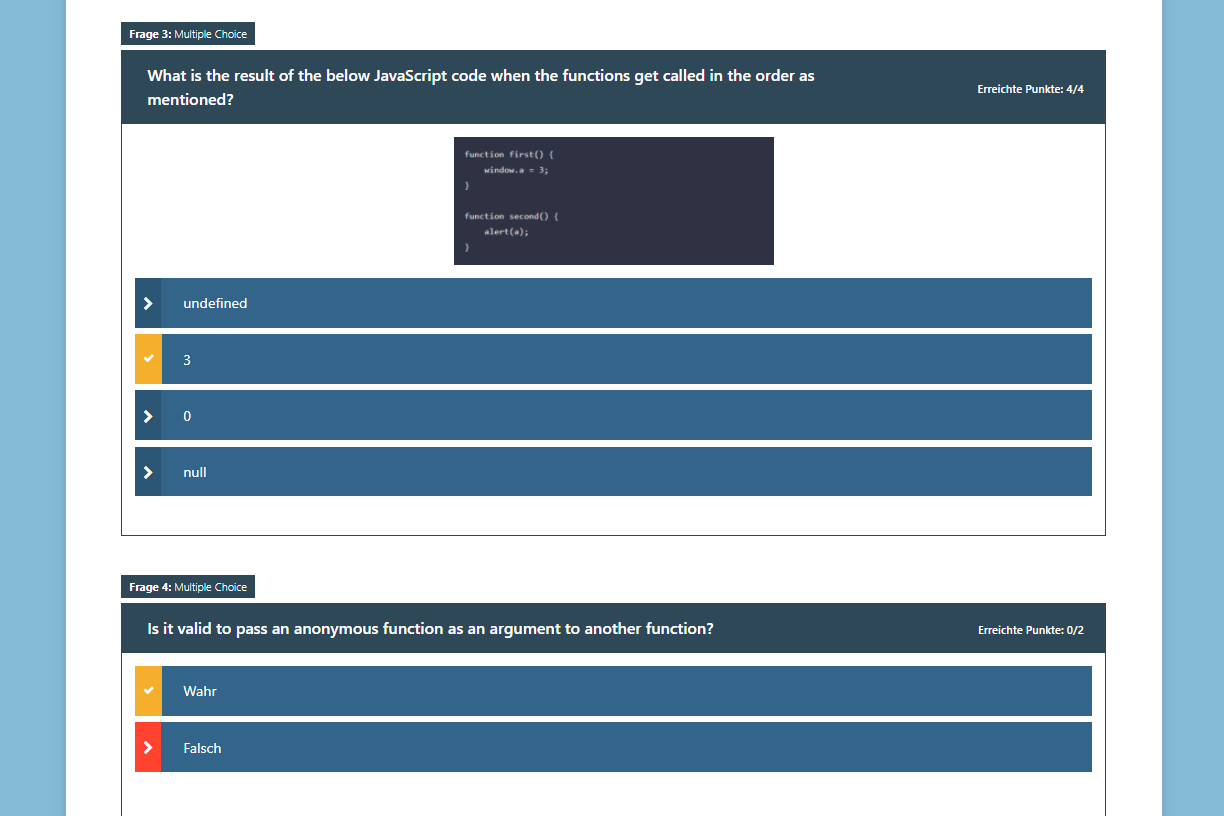 Frage 3: Multiple Choice
What is the result of the below JavaScript code when the functions get called in the order as
mentioned?
Erreichte Punkte: 4/4
function first() {
window.a = 3;
}
function second() {
alert(a);
}
undefined
3
0
null
Frage 4: Multiple Choice
Is it valid to pass an anonymous function as an argument to another function?
Erreichte Punkte: 0/2
Wahr
Falsch